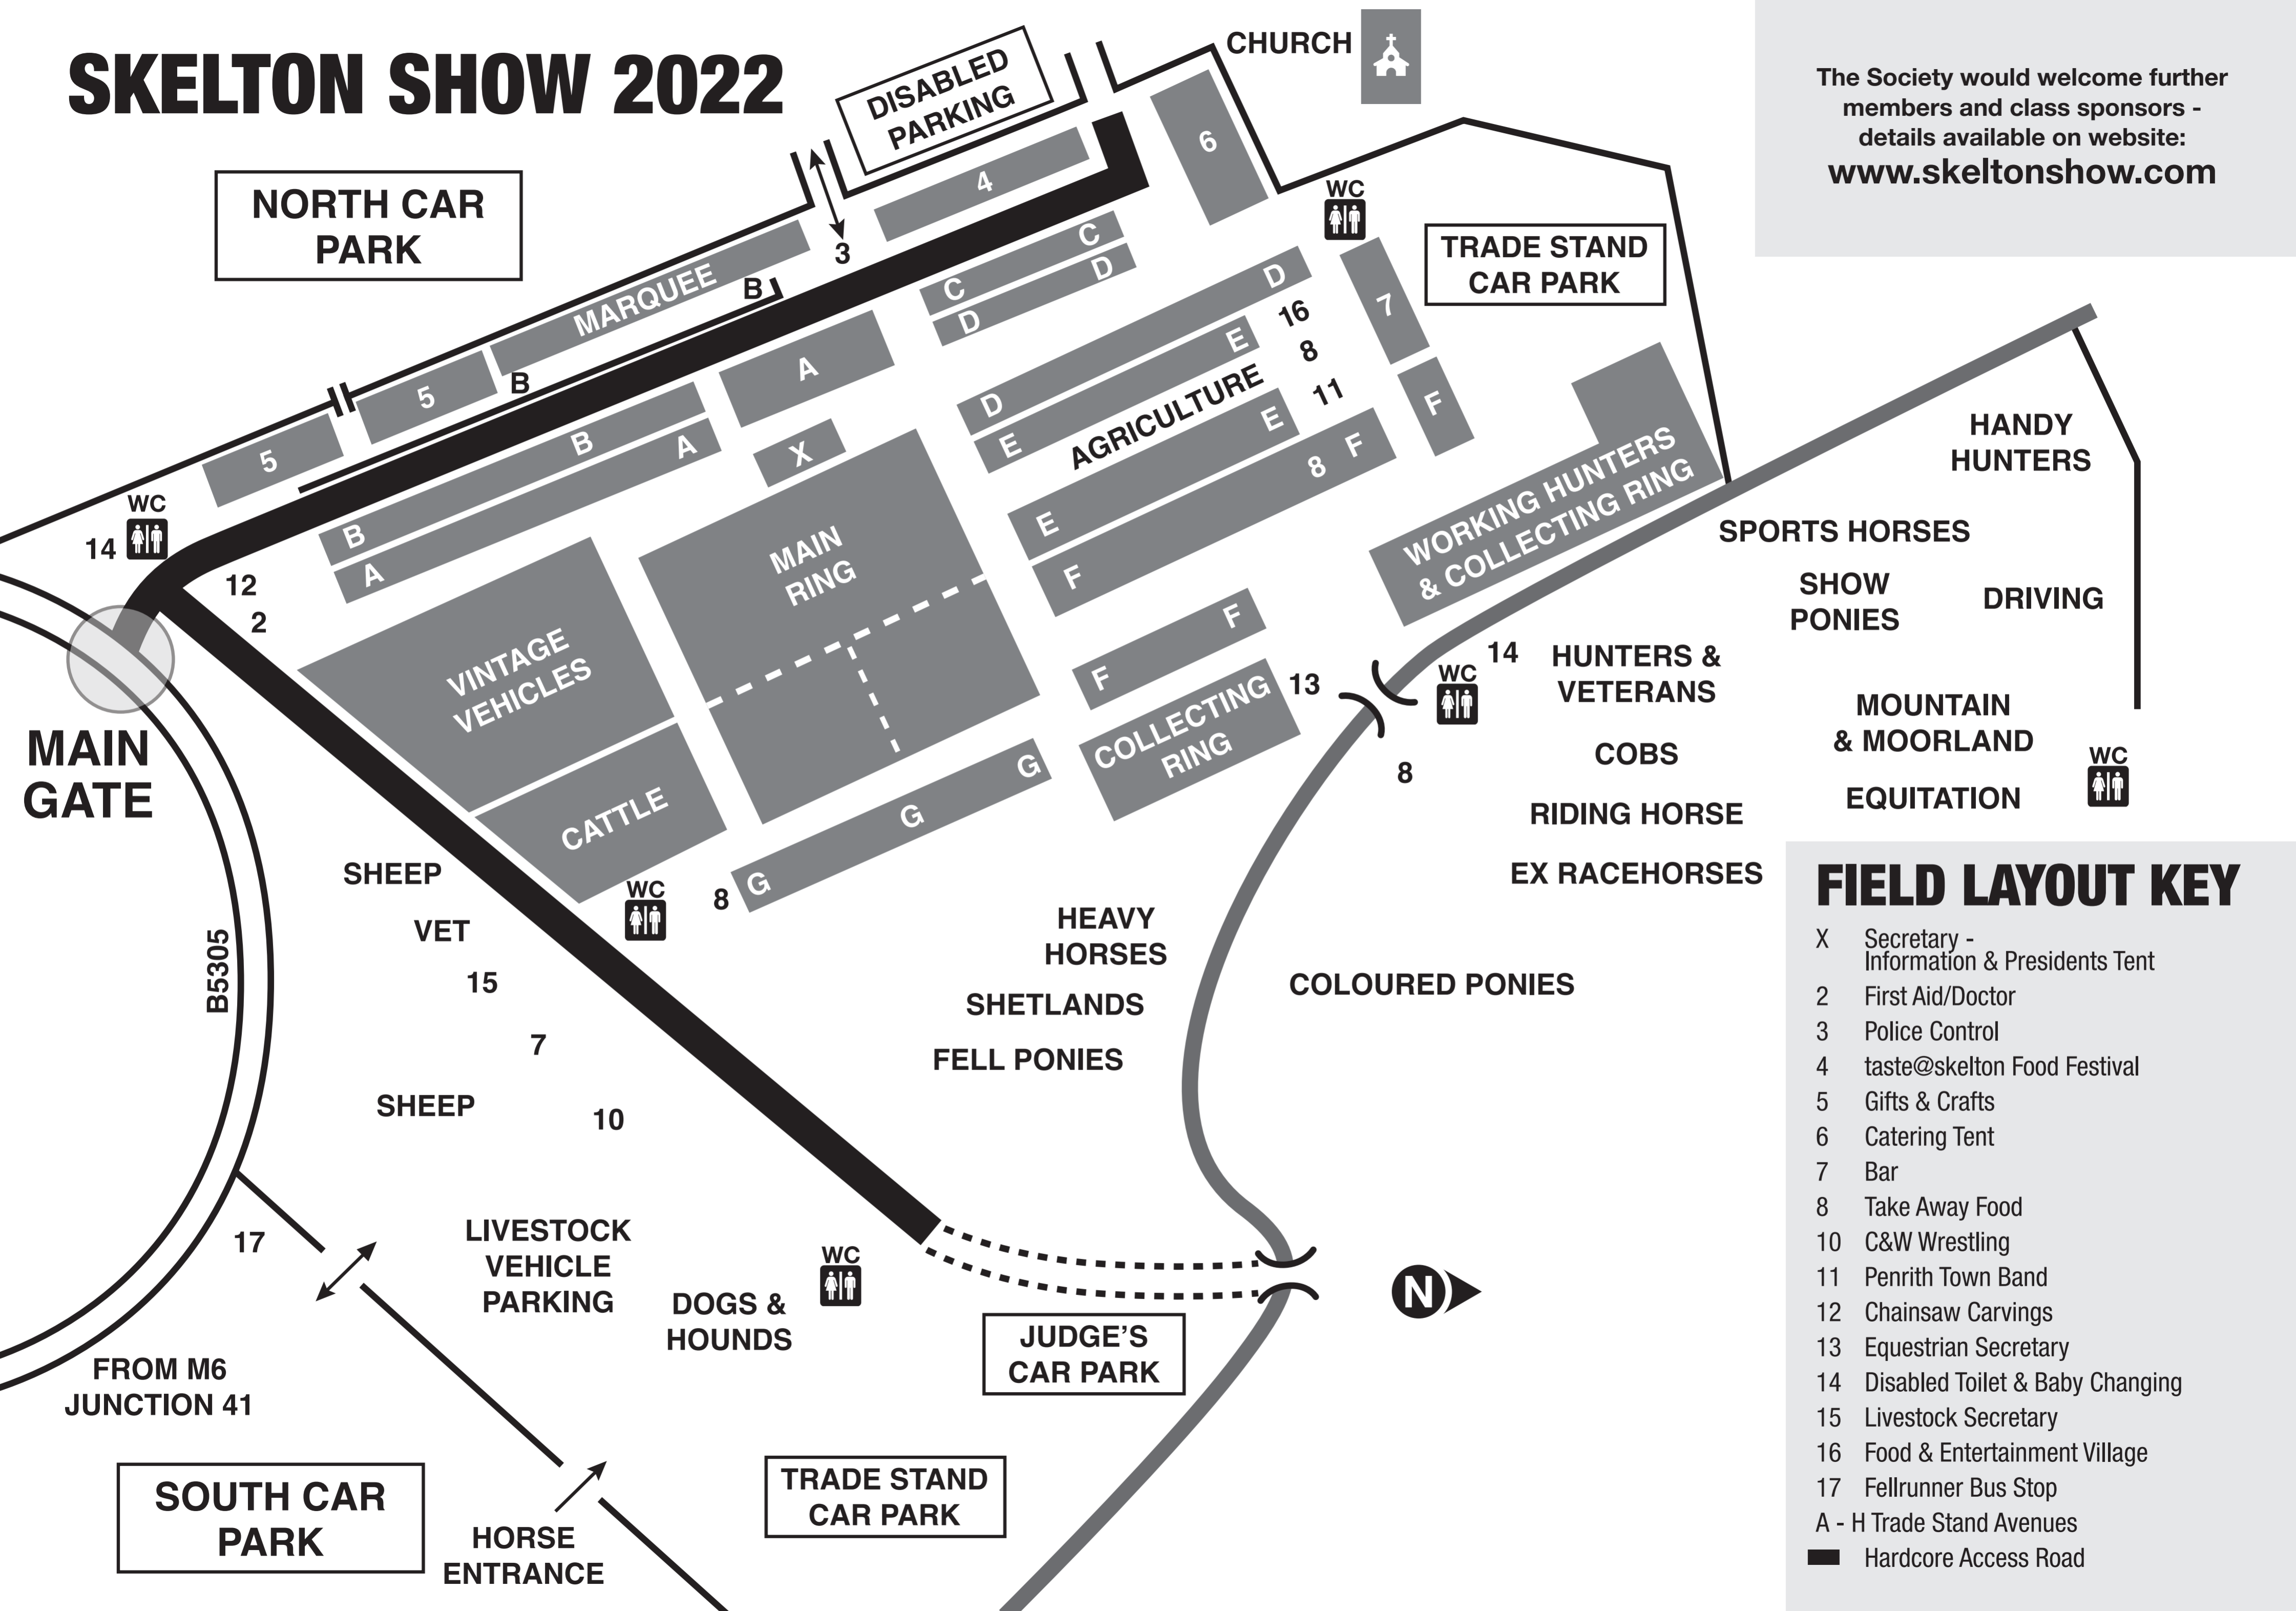 SKELTON SHOW 2022
NORTH CAR
PARK
DISABLED
PARKING
CHURCH
The Society would welcome further
members and class sponsors -
details available on website:
www.skeltonshow.com
6
4
3
WC
TRADE STAND
CAR PARK
MARQUEE
B
B
5
5
C
C
D
D
D
D
16
7
8
E
E
AGRICULTURE
11
E
E
F
8
F
F
A
X
B
B
A
A
WC
14
12
2
MAIN
GATE
VINTAGE
VEHICLES
MAIN
RING
CATTLE
F
F
COLLECTING
RING
13
G
G
G
8
WC
WORKING HUNTERS
& COLLECTING RING
HANDY
HUNTERS
SPORTS HORSES
SHOW
PONIES
DRIVING
14
WC
HUNTERS &
VETERANS
8
COBS
MOUNTAIN
& MOORLAND
WC
RIDING HORSE
EQUITATION
EX RACEHORSES
COLOURED PONIES
HEAVY
HORSES
SHETLANDS
FELL PONIES
SHEEP
VET
15
7
SHEEP
10
B5305
17
LIVESTOCK
VEHICLE
PARKING
DOGS &
HOUNDS
WC
JUDGE'S
CAR PARK
N
FROM M6
JUNCTION 41
SOUTH CAR
PARK
HORSE
ENTRANCE
TRADE STAND
CAR PARK
FIELD LAYOUT KEY
X Secretary -
Information & Presidents Tent
2 First Aid/Doctor
3 Police Control
4 taste@skelton Food Festival
5 Gifts & Crafts
6 Catering Tent
7 Bar
8 Take Away Food
10 C&W Wrestling
11 Penrith Town Band
12 Chainsaw Carvings
13 Equestrian Secretary
14 Disabled Toilet & Baby Changing
15 Livestock Secretary
16 Food & Entertainment Village
17 Fellrunner Bus Stop
A - H Trade Stand Avenues
Hardcore Access Road